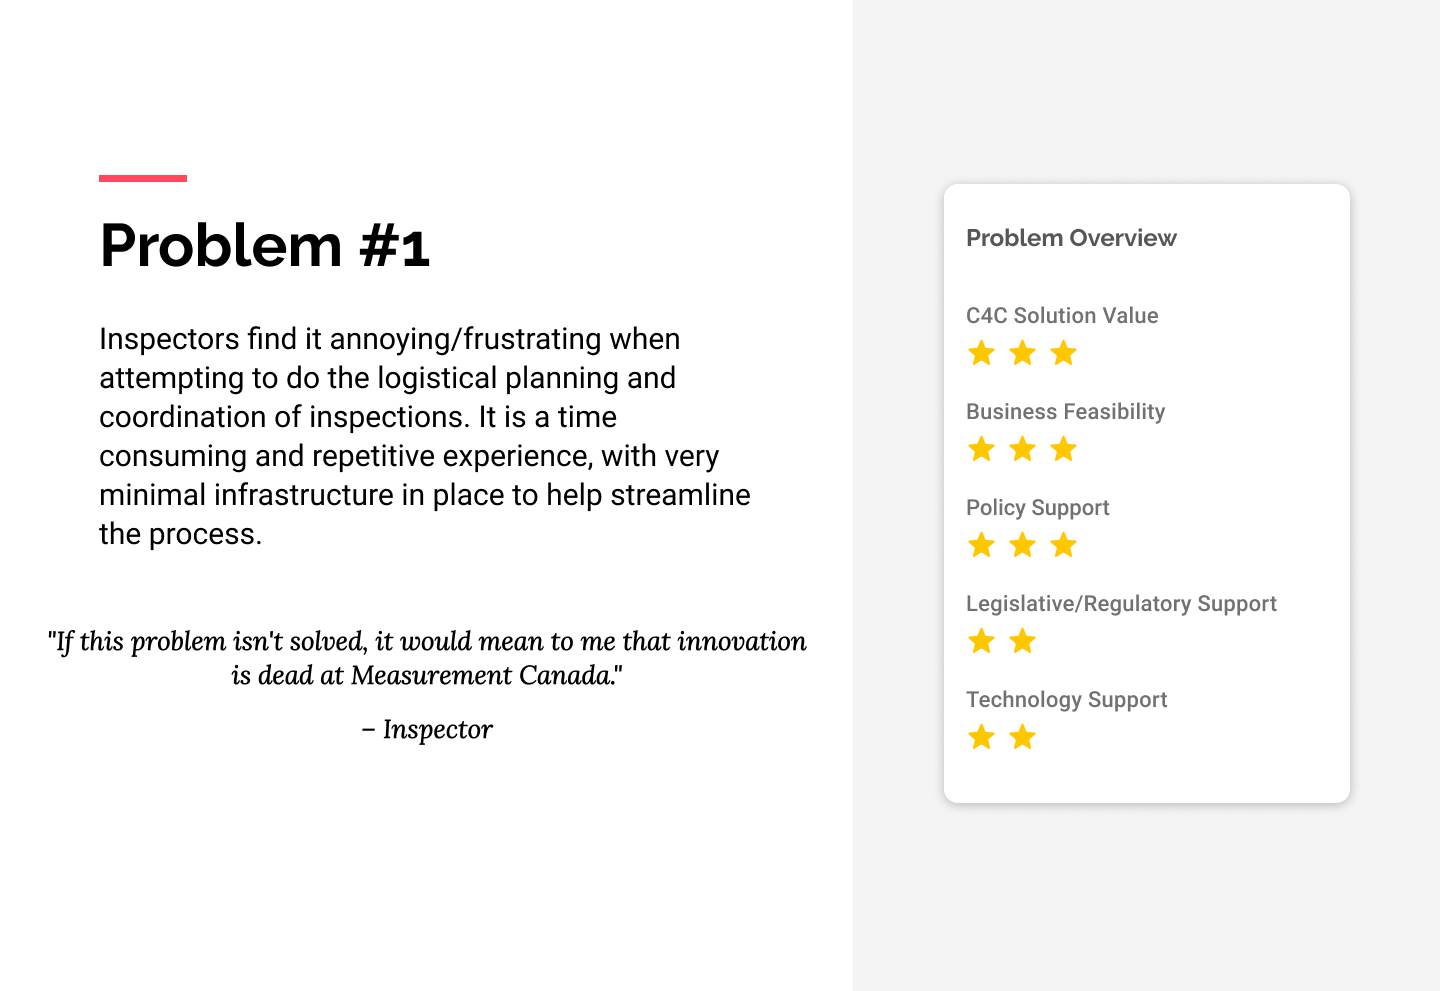 Problem #1
Inspectors find it annoying/frustrating when
attempting to do the logistical planning and
coordination of inspections. It is a time
consuming and repetitive experience, with very
minimal infrastructure in place to help streamline
the process.
"If this problem isn't solved, it would mean to me that innovation
is dead at Measurement Canada."
– Inspector
Problem Overview
C4C Solution Value
Business Feasibility
Policy Support
Legislative/Regulatory Support
Technology Support